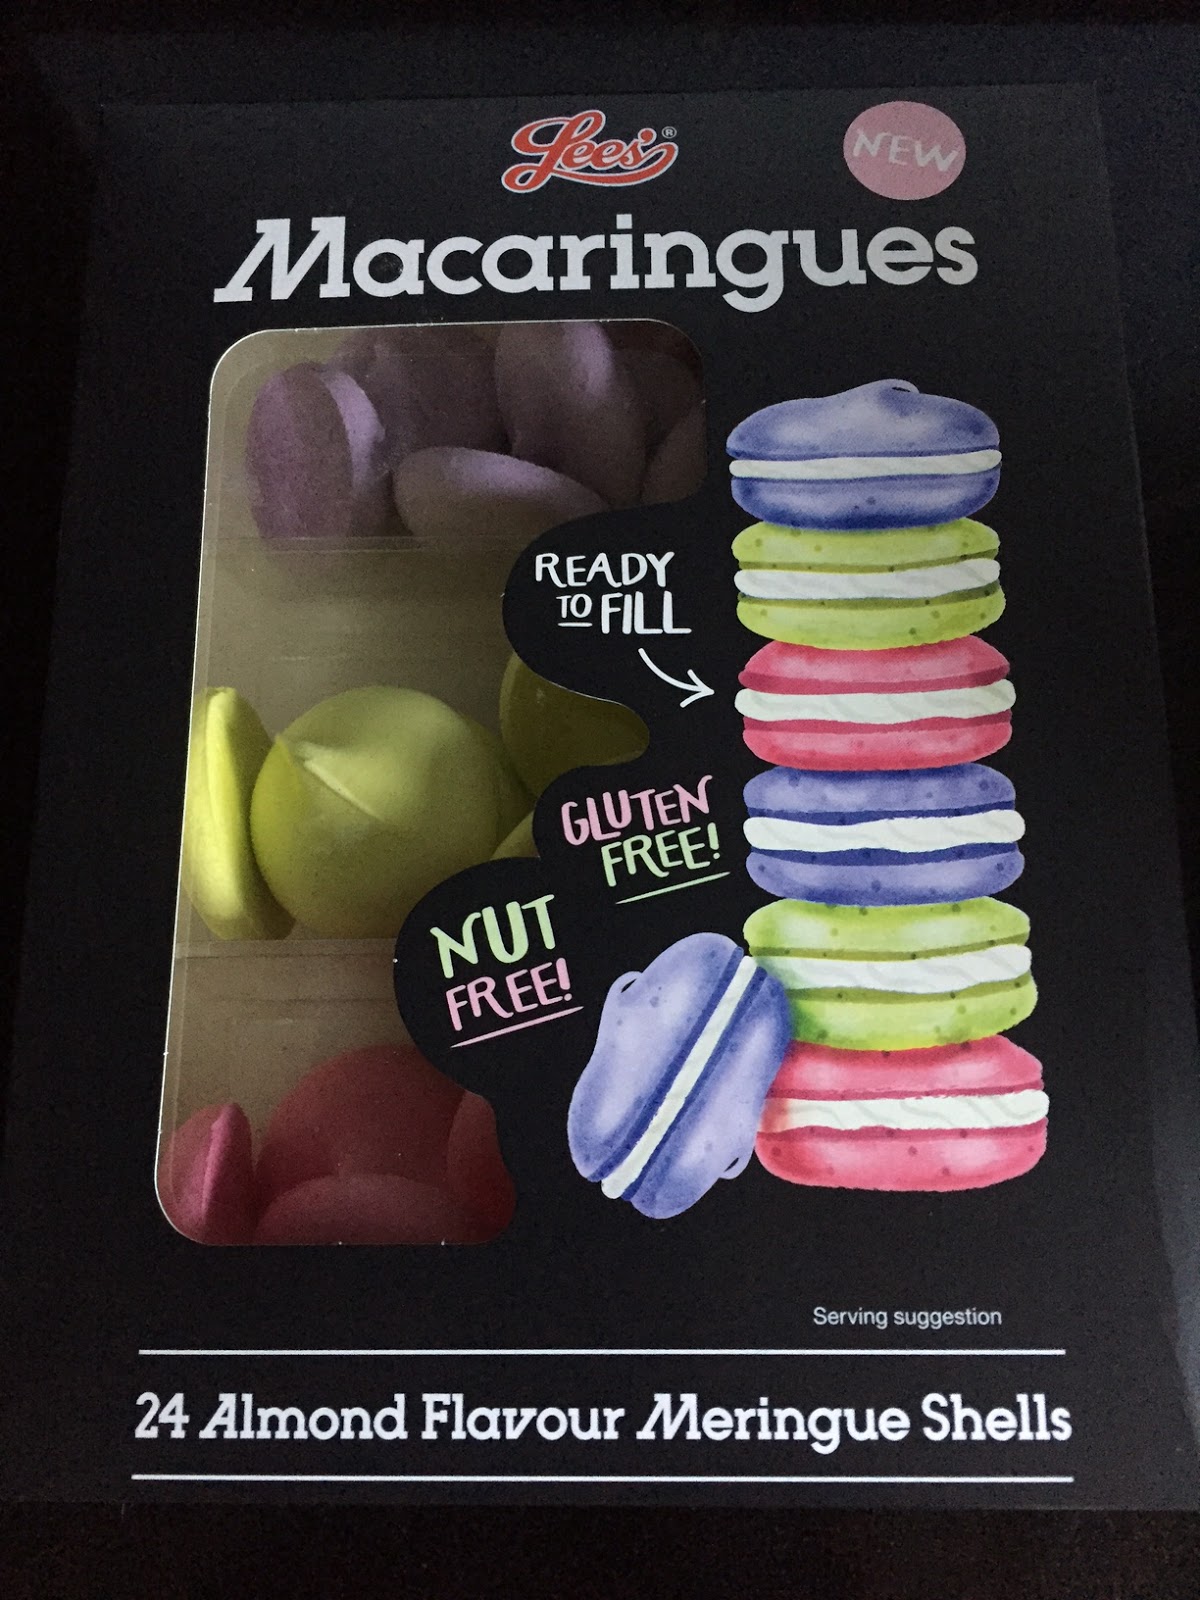 Lees'®
NEW
Macaringues
READY
TO FILL
GLUTEN
FREE!
NUT
FREE!
Serving suggestion
24 Almond Flavour Meringue Shells